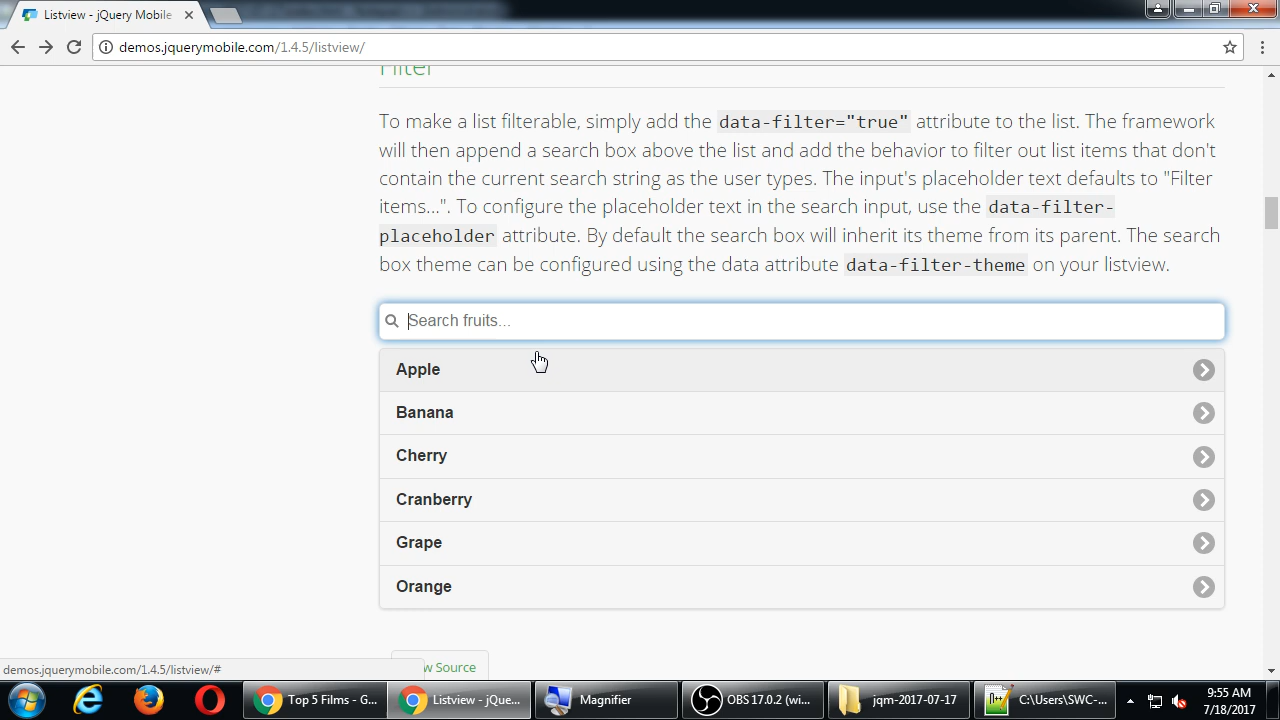 Listview - jQuery Mobile
demos.jquerymobile.com/1.4.5/listview/
Filter
To make a list filterable, simply add the data-filter="true" attribute to the list. The framework
will then append a search box above the list and add the behavior to filter out list items that don't
contain the current search string as the user types. The input's placeholder text defaults to "Filter
items...". To configure the placeholder text in the search input, use the data-filter-
placeholder attribute. By default the search box will inherit its theme from its parent. The search
box theme can be configured using the data attribute data-filter-theme on your listview.
Search fruits...
Apple
Banana
Cherry
Cranberry
Grape
Orange
demos.jquerymobile.com/1.4.5/listview/#
w Source
Top 5 Films - G...
Listview - jQue...
Magnifier
OBS 17.0.2 (wi...
jqm-2017-07-17
C:\Users\SWC-...
9:55 AM
7/18/2017